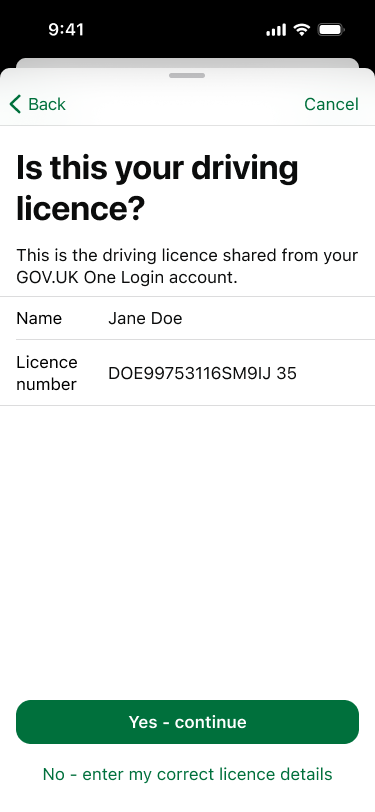 9:41
Back
Cancel
Is this your driving
licence?
This is the driving licence shared from your
GOV.UK One Login account.
Name Jane Doe
Licence
number
DOE99753116SM9IJ 35
Yes - continue
No - enter my correct licence details